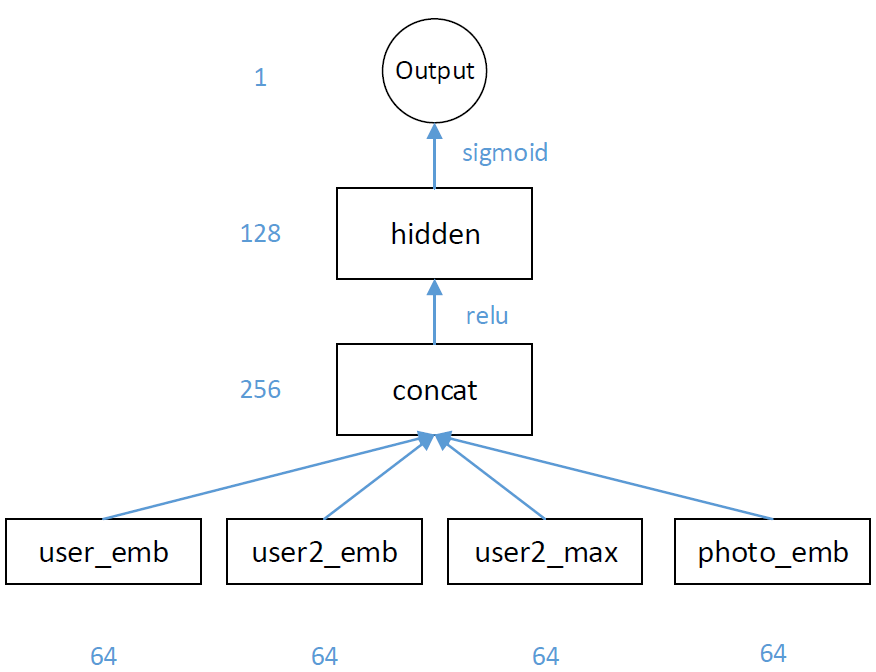 1
Output
sigmoid
128
hidden
relu
256
concat
user_emb
user2_emb
user2_max
photo_emb
64
64
64
64